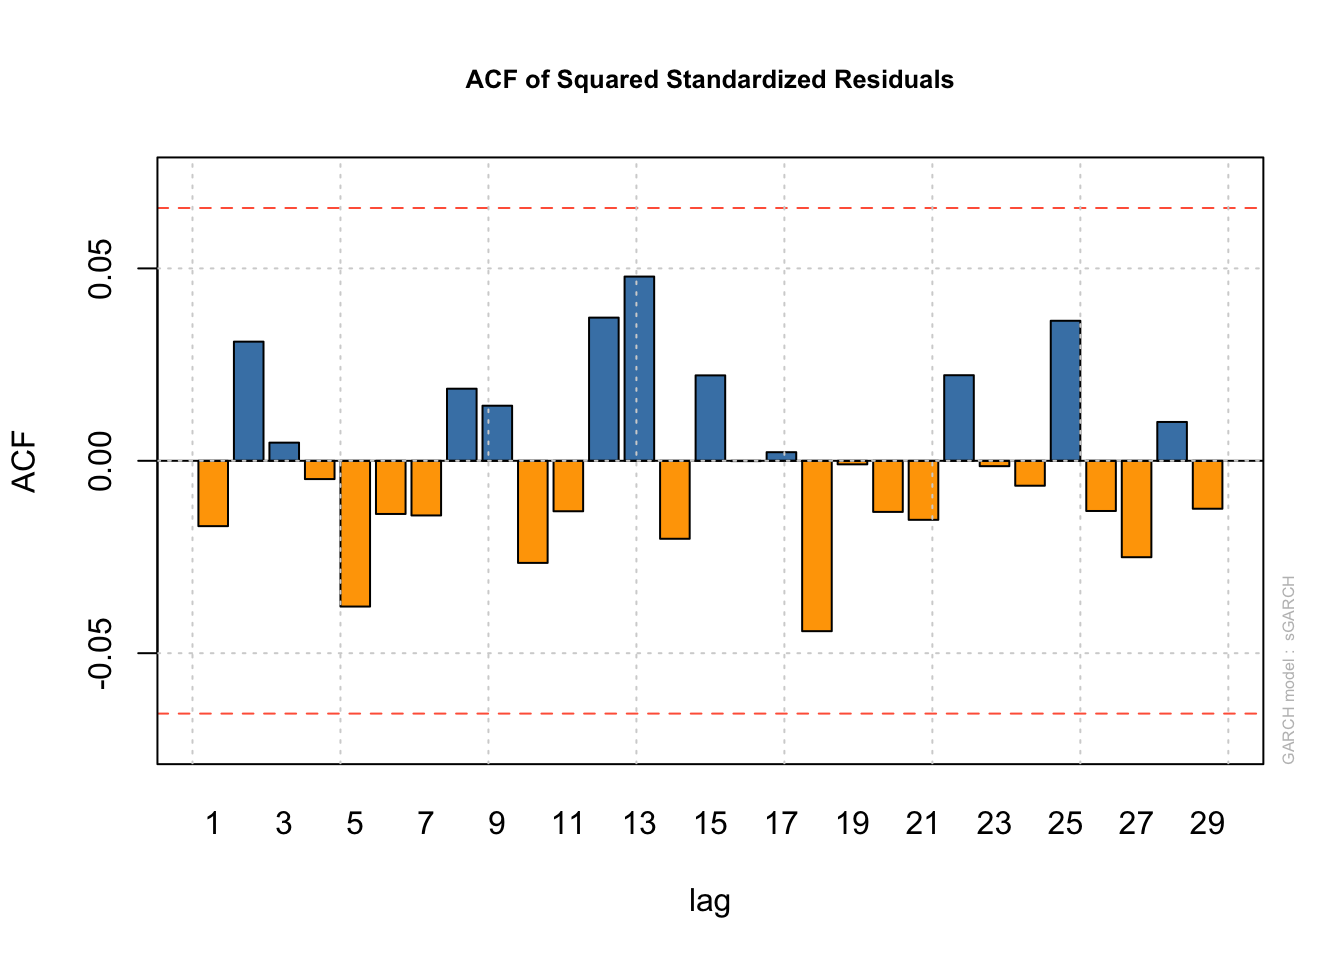 ACF of Squared Standardized Residuals
ACF
0.05
0.00
-0.05
1 3 5 7 9 11 13 15 17 19 21 23 25 27 29
lag
GARCH model : sGARCH